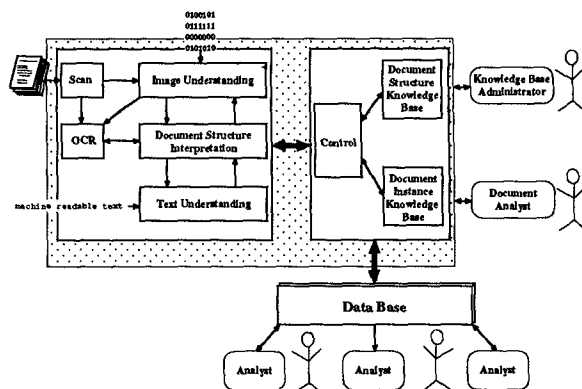 0100101
0111111
0000000
0101010
Scan
Image Understanding
OCR
Document Structure
Interpretation
Text Understanding
machine readable text
Control
Document
Structure
Knowledge
Base
Document
Instance
Knowledge
Base
Knowledge Base
Administrator
Document
Analyst
Data Base
Analyst
Analyst
Analyst